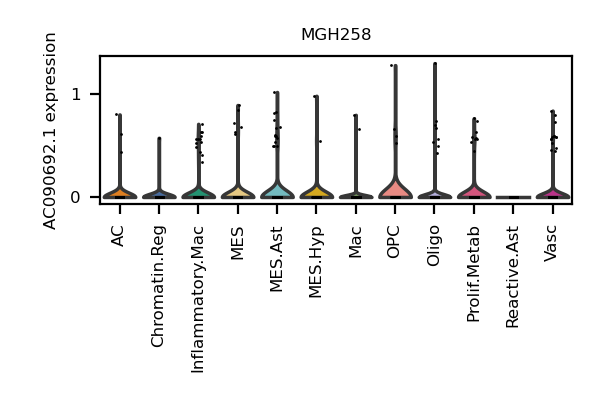 MGH258
AC090692.1 expression
1
0
AC
Chromatin.Reg
Inflammatory.Mac
MES
MES.Ast
MES.Hyp
Mac
OPC
Oligo
Prolif.Metab
Reactive.Ast
Vasc